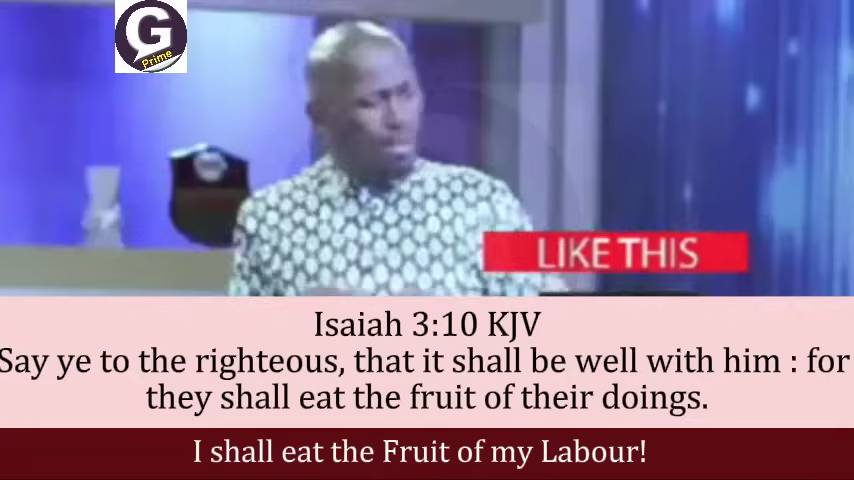 G
Prime
LIKE THIS
Isaiah 3:10 KJV
Say ye to the righteous, that it shall be well with him : for
they shall eat the fruit of their doings.
I shall eat the Fruit of my Labour!